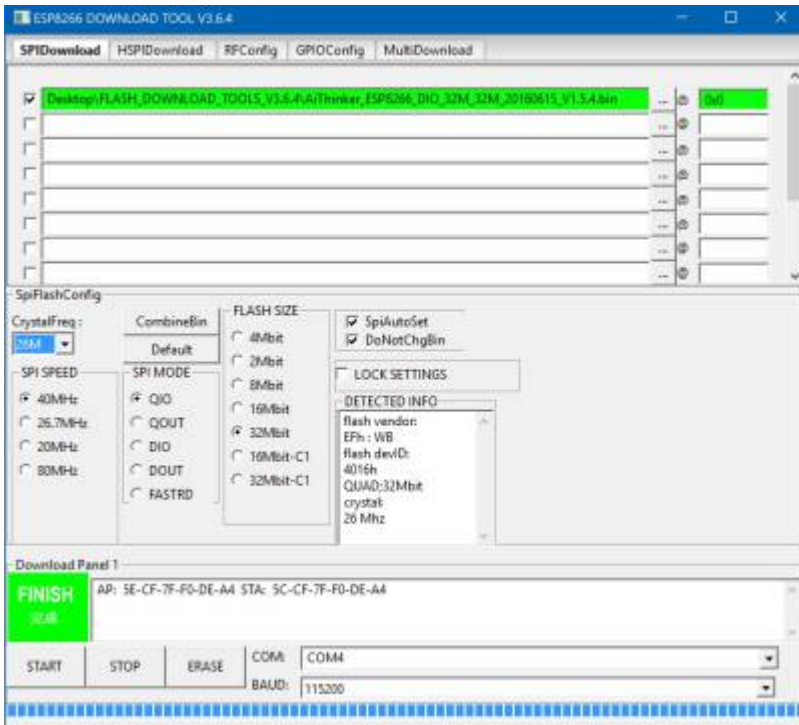 ESP8266 DOWNLOAD TOOL V3.6.4
SPIDownload HSPIDownload RFConfig GPIOConfig MultiDownload
Desktop\FLASH_DOWNLOAD_TOOLS_V3.6.4\AiThinker_ESP8266_DIO_32M_32M_20160615_V1.5.4.bin ... @ 0x0
... @
... @
... @
... @
... @
... @
... @
SpiFlashConfig
CrystalFreq :
26M
CombineBin
Default
SPI SPEED
40MHz
26.7MHz
20MHz
80MHz
SPI MODE
QIO
QOUT
DIO
DOUT
FASTRD
FLASH SIZE
4Mbit
2Mbit
8Mbit
16Mbit
32Mbit
16Mbit-C1
32Mbit-C1
SpiAutoSet
DoNotChgBin
LOCK SETTINGS
DETECTED INFO
flash vendor:
EFh : WB
flash devID:
4016h
QUAD;32Mbit
crystal:
26 Mhz
Download Panel 1
FINISH
完成
AP: 5E-CF-7F-F0-DE-A4 STA: 5C-CF-7F-F0-DE-A4
START STOP ERASE
COM: COM4
BAUD: 115200